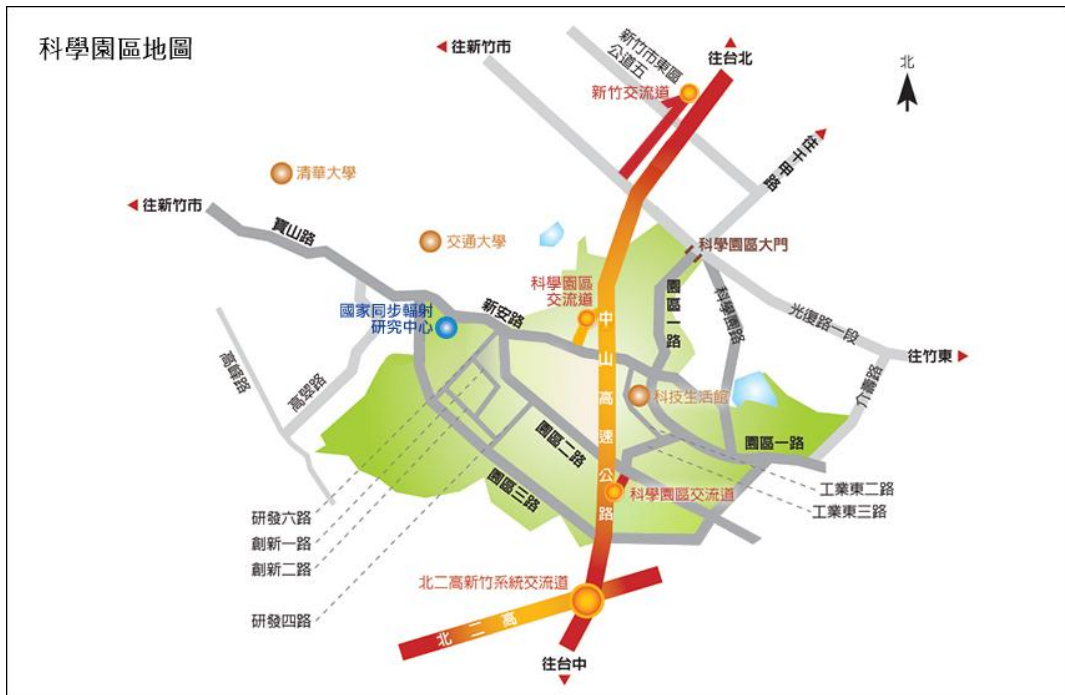 科學園區地圖
往新竹市
新竹市東區
公道五
往台北
北
新竹交流道
往千甲路
清華大學
往新竹市
寶山路
交通大學
科學園區大門
科學園區
交流道
國家同步輻射
研究中心
新安路
中山高速公路
園區一路
科學園路
光復路一段
往竹東
介壽路
高峰路
高翠路
科技生活館
園區二路
園區一路
園區三路
科學園區交流道
工業東二路
工業東三路
研發六路
創新一路
創新二路
研發四路
北二高新竹系統交流道
北二高
往台中